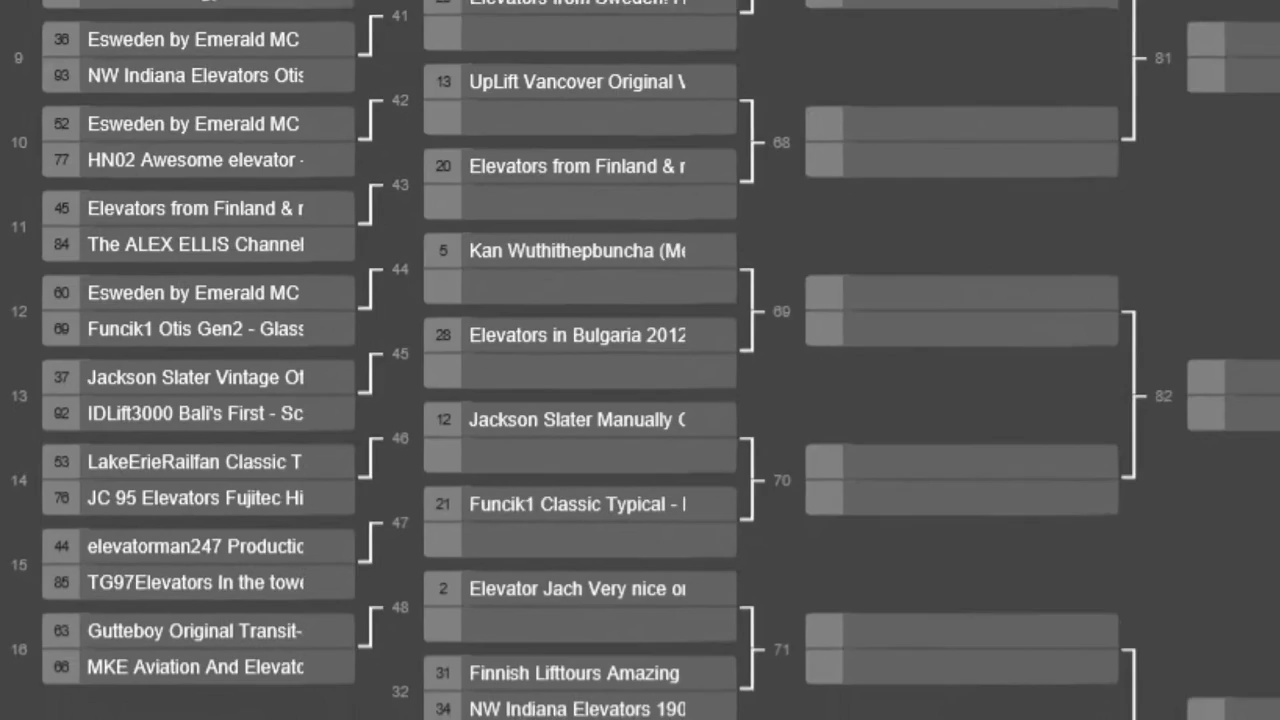 9
36 Esweden by Emerald MC
93 NW Indiana Elevators Otis
10
52 Esweden by Emerald MC
77 HN02 Awesome elevator -
11
45 Elevators from Finland & r
84 The ALEX ELLIS Channel
12
60 Esweden by Emerald MC
69 Funcik1 Otis Gen2 - Glass
13
37 Jackson Slater Vintage Of
92 IDLift3000 Bali's First - Sc
14
53 LakeErieRailfan Classic T
76 JC 95 Elevators Fujitec Hi
15
44 elevatorman247 Productic
85 TG97Elevators In the towe
16
63 Gutteboy Original Transit-
66 MKE Aviation And Elevato
41
Elevators from Sweden!
42
13 UpLift Vancover Original V
43
20 Elevators from Finland & r
44
5 Kan Wuthithepbuncha (Me
45
28 Elevators in Bulgaria 2012
46
12 Jackson Slater Manually C
47
21 Funcik1 Classic Typical -
48
2 Elevator Jach Very nice or
32
31 Finnish Lifttours Amazing
34 NW Indiana Elevators 190
68
69
70
71
81
82